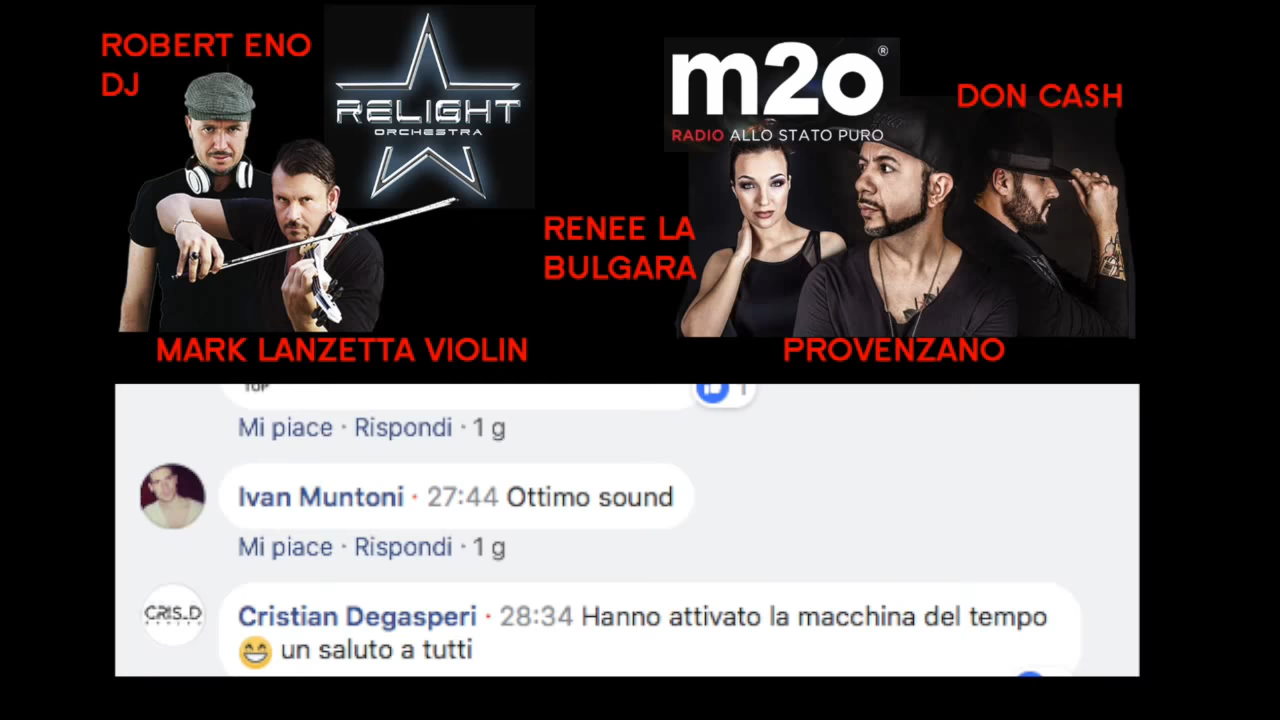 ROBERT ENO
DJ
RELIGHT
ORCHESTRA
m2o®
RADIO ALLO STATO PURO
DON CASH
RENEE LA
BULGARA
MARK LANZETTA VIOLIN
PROVENZANO
1
Mi piace · Rispondi · 1 g
Ivan Muntoni · 27:44 Ottimo sound
Mi piace · Rispondi · 1 g
CRIS_D
Cristian Degasperi · 28:34 Hanno attivato la macchina del tempo
😄 un saluto a tutti